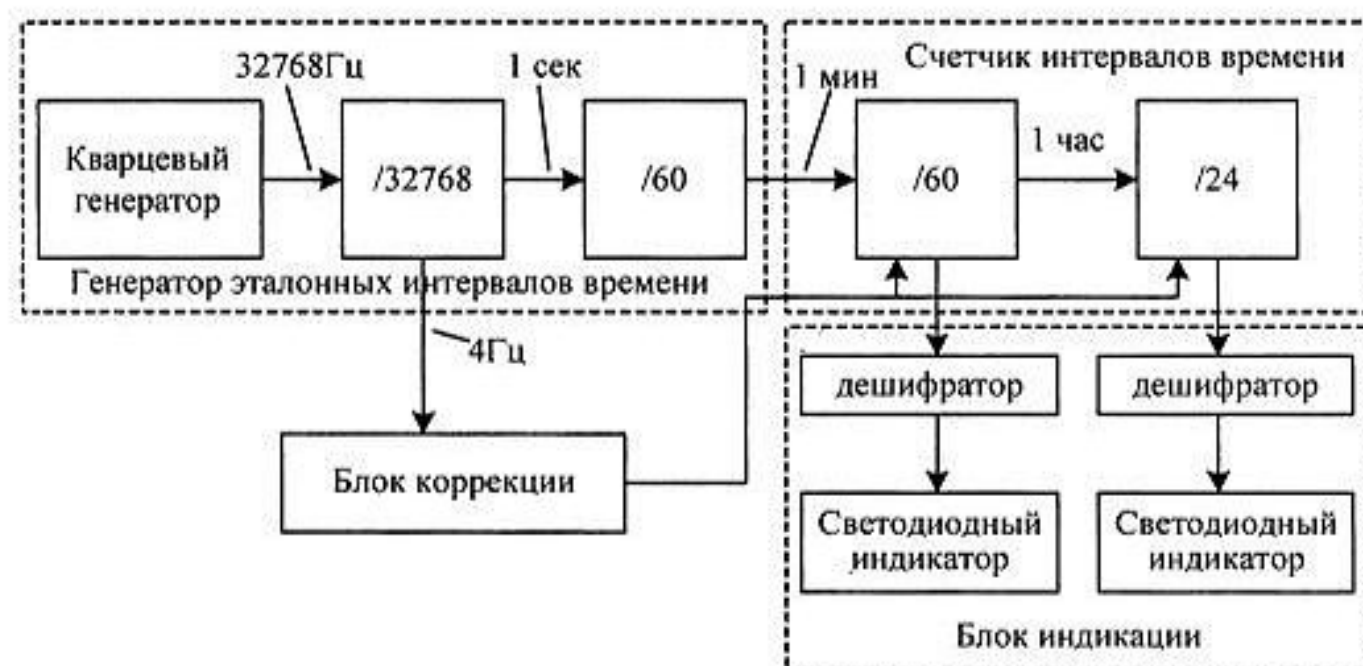 32768Гц
1 сек
1 мин
Счетчик интервалов времени
Кварцевый
генератор
/32768
/60
/60
1 час
/24
Генератор эталонных интервалов времени
4Гц
Блок коррекции
дешифратор
дешифратор
Светодиодный
индикатор
Светодиодный
индикатор
Блок индикации